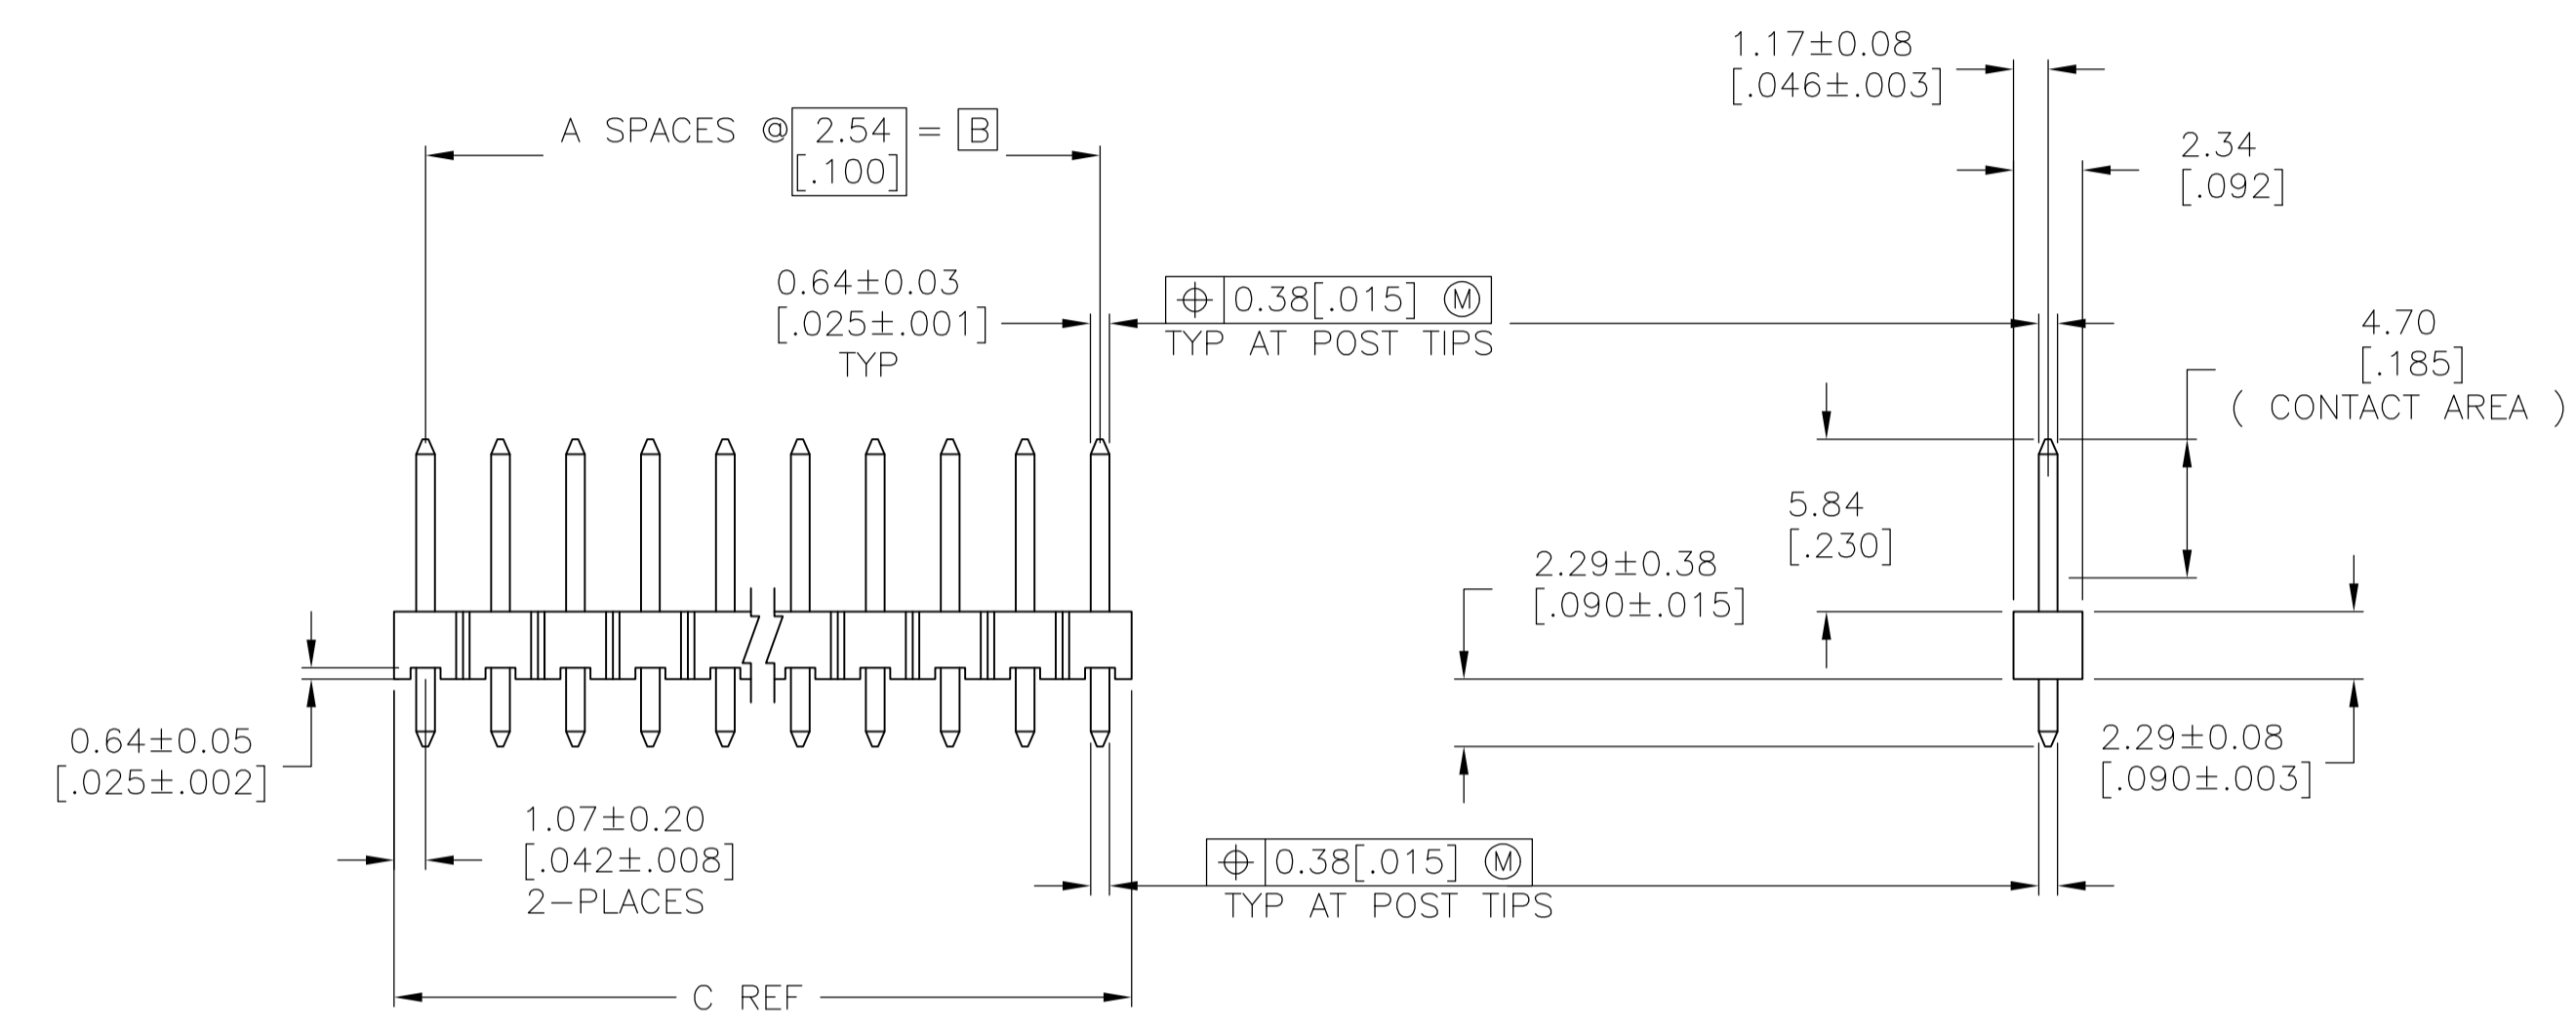 1.17±0.08
[.046±.003]
A SPACES @ 2.54 = B
[.100]
2.34
[.092]
0.64±0.03
[.025±.001]
TYP
⌖ 0.38[.015] Ⓜ
TYP AT POST TIPS
4.70
[.185]
( CONTACT AREA )
5.84
[.230]
2.29±0.38
[.090±.015]
0.64±0.05
[.025±.002]
2.29±0.08
[.090±.003]
1.07±0.20
[.042±.008]
2-PLACES
⌖ 0.38[.015] Ⓜ
TYP AT POST TIPS
C REF